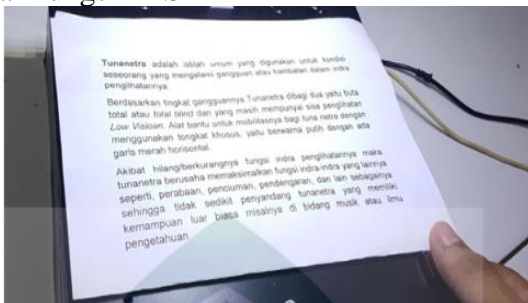 Tunanetra adalah istilah umum yang digunakan untuk kondisi
seseorang yang mengalami gangguan atau hambatan dalam indra
penglihatannya.
Berdasarkan tingkat gangguannya Tunanetra dibagi dua yaitu buta
total atau total blind dan yang masih mempunyai sisa penglihatan
Low Visioan. Alat bantu untuk mobilitasnya bagi tuna netra dengan
menggunakan tongkat khusus, yaitu berwarna putih dengan ada
garis merah horisontal.
Akibat hilang/berkurangnya fungsi indra penglihatannya maka
tunanetra berusaha memaksimalkan fungsi indra-indra yang lainnya
seperti, perabaan, penciuman, pendengaran, dan lain sebagainya
sehingga tidak sedikit penyandang tunanetra yang memiliki
kemampuan luar biasa misalnya di bidang musik atau ilmu
pengetahuan